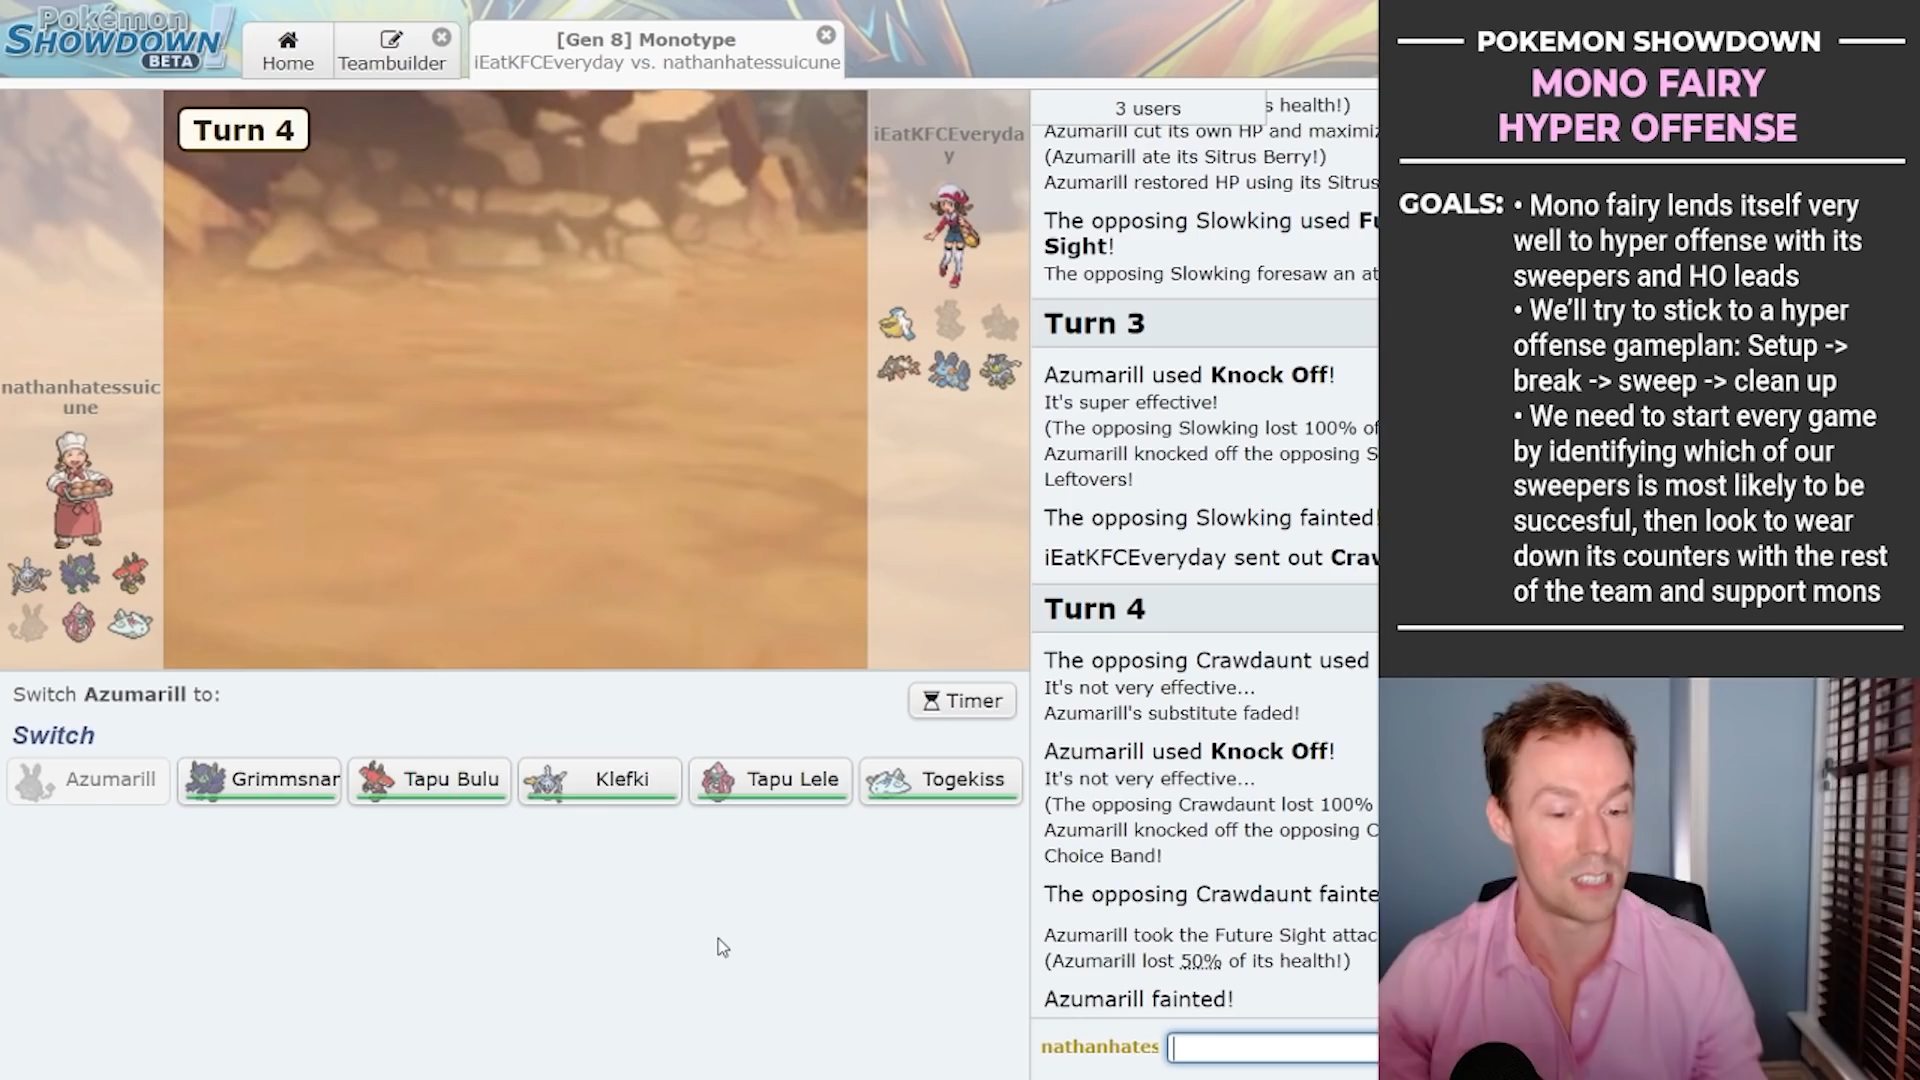 Pokémon
SHOWDOWN!
BETA
Home
Teambuilder
[Gen 8] Monotype
iEatKFCEveryday vs. nathanhatessuicune
Turn 4
iEatKFCEveryda
y
nathanhatessuic
une
Switch Azumarill to:
Timer
Switch
Azumarill
Grimmsnar
Tapu Bulu
Klefki
Tapu Lele
Togekiss
3 users
s health!)
Azumarill cut its own HP and maximiz
(Azumarill ate its Sitrus Berry!)
Azumarill restored HP using its Sitrus
The opposing Slowking used Fu
Sight!
The opposing Slowking foresaw an at
Turn 3
Azumarill used Knock Off!
It's super effective!
(The opposing Slowking lost 100% of
Azumarill knocked off the opposing S
Leftovers!
The opposing Slowking fainted!
iEatKFCEveryday sent out Craw
Turn 4
The opposing Crawdaunt used
It's not very effective...
Azumarill's substitute faded!
Azumarill used Knock Off!
It's not very effective...
(The opposing Crawdaunt lost 100%
Azumarill knocked off the opposing C
Choice Band!
The opposing Crawdaunt fainte
Azumarill took the Future Sight attac
(Azumarill lost 50% of its health!)
Azumarill fainted!
nathanhates
POKEMON SHOWDOWN
MONO FAIRY
HYPER OFFENSE
GOALS: • Mono fairy lends itself very
well to hyper offense with its
sweepers and HO leads
• We'll try to stick to a hyper
offense gameplan: Setup ->
break -> sweep -> clean up
• We need to start every game
by identifying which of our
sweepers is most likely to be
succesful, then look to wear
down its counters with the rest
of the team and support mons